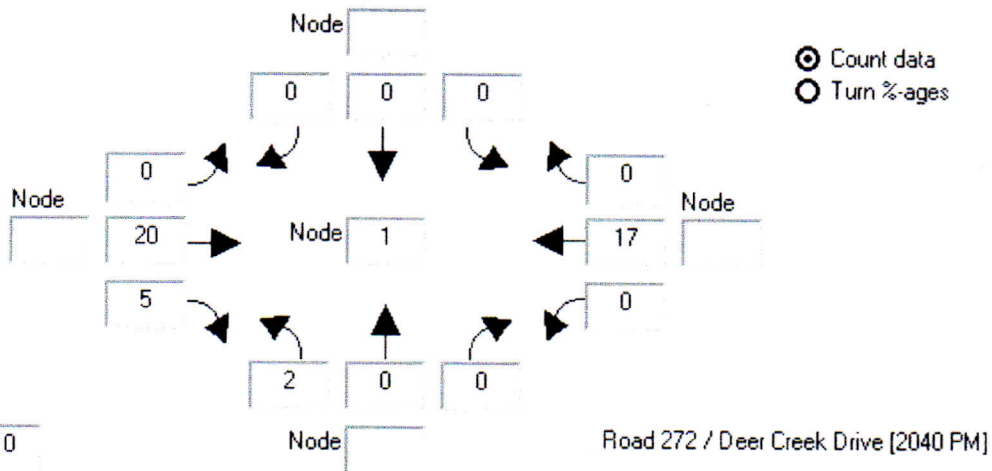 Node
0 0 0
Count data
Turn %-ages
0 0
Node Node
20 Node 1 17
5 0
2 0 0
0 Node Road 272 / Deer Creek Drive [2040 PM]